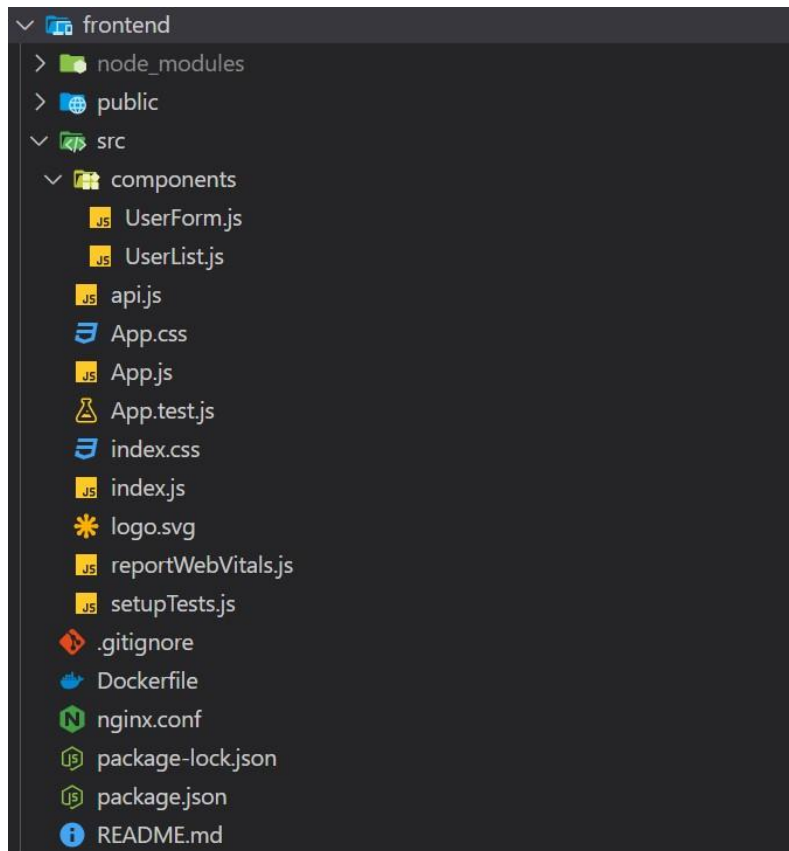 frontend
node_modules
public
src
components
UserForm.js
UserList.js
api.js
App.css
App.js
App.test.js
index.css
index.js
logo.svg
reportWebVitals.js
setupTests.js
.gitignore
Dockerfile
nginx.conf
package-lock.json
package.json
README.md